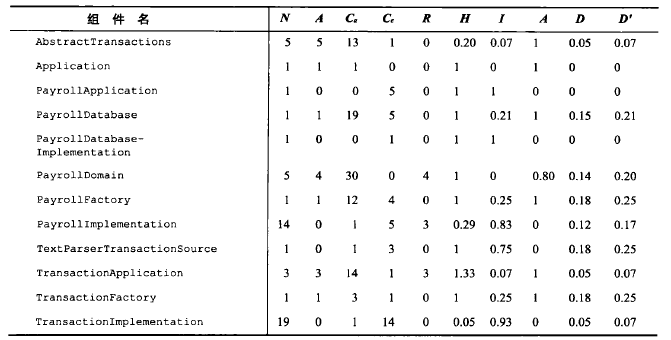 组 件 名 N A Ca Ce R H I A D D'
AbstractTransactions 5 5 13 1 0 0.20 0.07 1 0.05 0.07
Application 1 1 1 0 0 1 0 1 0 0
PayrollApplication 1 0 0 5 0 1 1 0 0 0
PayrollDatabase 1 1 19 5 0 1 0.21 1 0.15 0.21
PayrollDatabase- 1 0 0 1 0 1 1 0 0 0
Implementation
PayrollDomain 5 4 30 0 4 1 0 0.80 0.14 0.20
PayrollFactory 1 1 12 4 0 1 0.25 1 0.18 0.25
PayrollImplementation 14 0 1 5 3 0.29 0.83 0 0.12 0.17
TextParserTransactionSource 1 0 1 3 0 1 0.75 0 0.18 0.25
TransactionApplication 3 3 14 1 3 1.33 0.07 1 0.05 0.07
TransactionFactory 1 1 3 1 0 1 0.25 1 0.18 0.25
TransactionImplementation 19 0 1 14 0 0.05 0.93 0 0.05 0.07